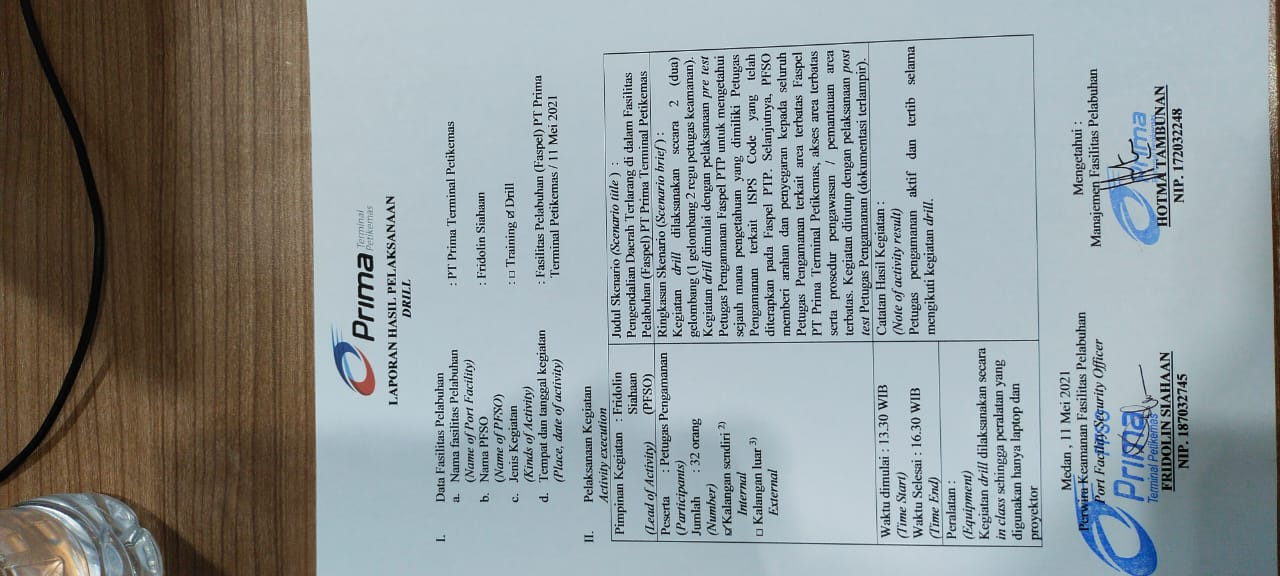 Prima Terminal Petikemas
LAPORAN HASIL PELAKSANAAN
DRILL
I. Data Fasilitas Pelabuhan
a. Nama fasilitas Pelabuhan : PT Prima Terminal Petikemas
(Name of Port Facility)
b. Nama PFSO : Fridolin Siahaan
(Name of PFSO)
c. Jenis Kegiatan : □ Training ☑ Drill
(Kinds of Activity)
d. Tempat dan tanggal kegiatan : Fasilitas Pelabuhan (Faspel) PT Prima
(Place, date of activity) Terminal Petikemas / 11 Mei 2021
II. Pelaksanaan Kegiatan
Activity execution
Pimpinan Kegiatan : Fridolin
Siahaan
(Lead of Activity) (PFSO)
Peserta : Petugas Pengamanan
(Participants)
Jumlah : 32 orang
(Number)
☑ Kalangan sendiri 2)
Internal
□ Kalangan luar 3)
External
Judul Skenario (Scenario title ) :
Pengendalian Daerah Terlarang di dalam Fasilitas
Pelabuhan (Faspel) PT Prima Terminal Petikemas
Ringkasan Skenario (Scenario brief ) :
Kegiatan drill dilaksanakan secara 2 (dua)
gelombang (1 gelombang 2 regu petugas keamanan).
Kegiatan drill dimulai dengan pelaksanaan pre test
Petugas Pengamanan Faspel PTP untuk mengetahui
sejauh mana pengetahuan yang dimiliki Petugas
Pengamanan terkait ISPS Code yang telah
diterapkan pada Faspel PTP. Selanjutnya, PFSO
memberi arahan dan penyegaran kepada seluruh
Petugas Pengamanan terkait area terbatas Faspel
PT Prima Terminal Petikemas, akses area terbatas
serta prosedur pengawasan / pemantauan area
terbatas. Kegiatan ditutup dengan pelaksanaan post
test Petugas Pengamanan (dokumentasi terlampir).
Waktu dimulai : 13.30 WIB
(Time Start)
Waktu Selesai : 16.30 WIB
(Time End)
Peralatan :
(Equipment)
Kegiatan drill dilaksanakan secara
in class sehingga peralatan yang
digunakan hanya laptop dan
proyektor
Catatan Hasil Kegiatan :
(Note of activity result)
Petugas pengamanan aktif dan tertib selama
mengikuti kegiatan drill.
Medan , 11 Mei 2021
Perwira Keamanan Fasilitas Pelabuhan
Port Facility Security Officer
PFSO
Prima
Terminal Petikemas
FRIDOLIN SIAHAAN
NIP. 187032745
Mengetahui :
Manajemen Fasilitas Pelabuhan
Prima
HOTMA TAMBUNAN
NIP. 1722032248